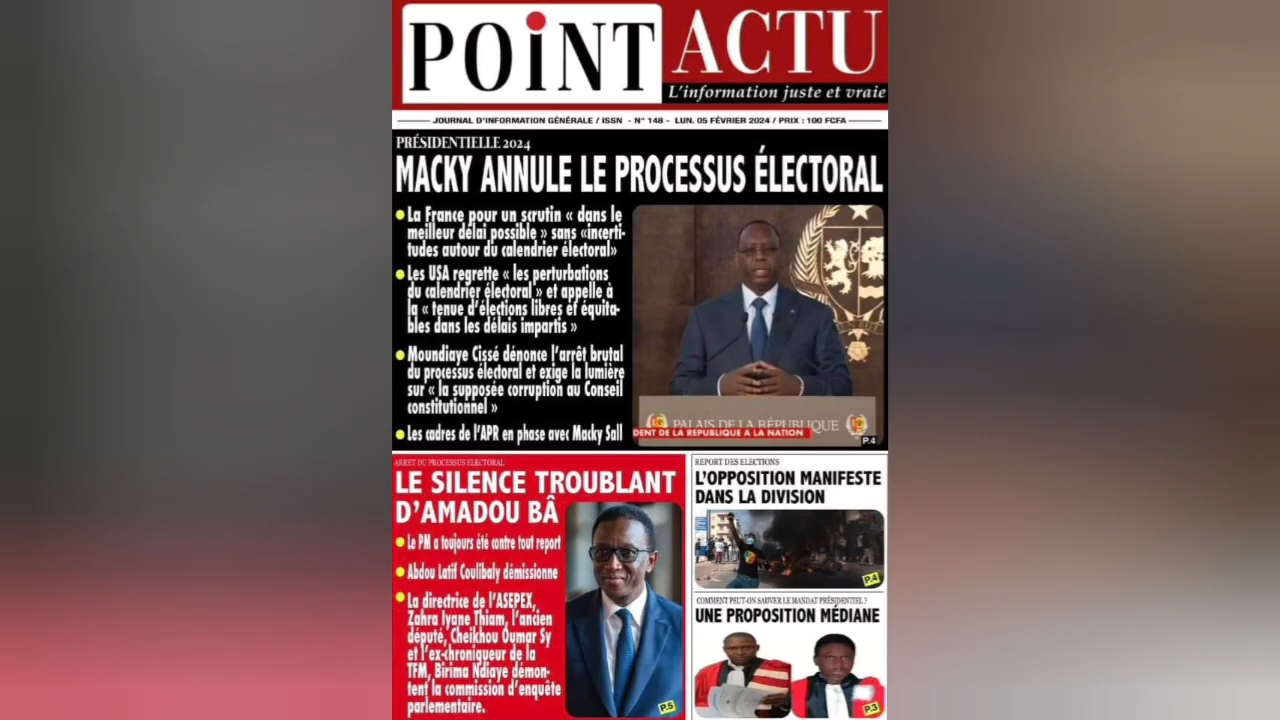 POiNT ACTU
L'information juste et vraie
JOURNAL D'INFORMATION GÉNÉRALE / ISSN - N° 148 - LUN. 05 FÉVRIER 2024 / PRIX : 100 FCFA
PRÉSIDENTIELLE 2024
MACKY ANNULE LE PROCESSUS ÉLECTORAL
La France pour un scrutin « dans le
meilleur délai possible » sans «incerti-
tudes autour du calendrier électoral»
Les USA regrette « les perturbations
du calendrier électoral » et appelle à
la « tenue d'élections libres et équita-
bles dans les délais impartis »
Moundiaye Cissé dénonce l'arrêt brutal
du processus électoral et exige la lumière
sur « la supposée corruption au Conseil
constitutionnel »
Les cadres de l'APR en phase avec Macky Sall
PALAIS DE LA RÉPUBLIQUE
DENT DE LA REPUBLIQUE A LA NATION
P.4
ARRET DU PROCESSUS ELECTORAL
LE SILENCE TROUBLANT
D'AMADOU BÂ
Le PM a toujours été contre tout report
Abdou Latif Coulibaly démissionne
La directrice de l'ASEPEX,
Zahra Iyane Thiam, l'ancien
député, Cheikhou Oumar Sy
et l'ex-chroniqueur de la
TFM, Birima Ndiaye démon-
tent la commission d'enquête
parlementaire.
P.5
REPORT DES ELECTIONS
L'OPPOSITION MANIFESTE
DANS LA DIVISION
P.4
COMMENT PEUT-ON SAUVER LE MANDAT PRÉSIDENTIEL ?
UNE PROPOSITION MÉDIANE
P.3